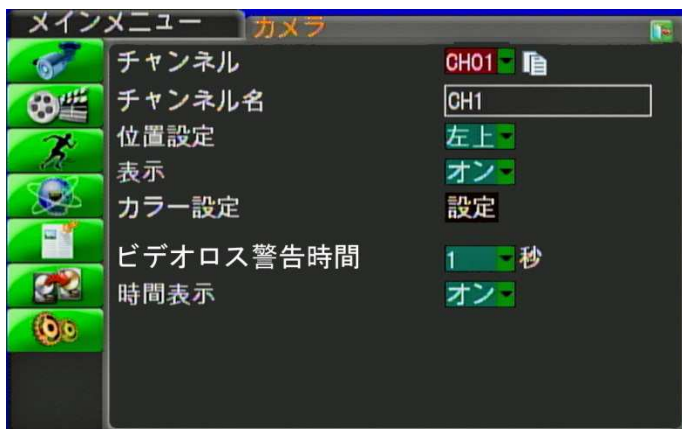 メインメニュー カメラ
チャンネル CH01
チャンネル名 CH1
位置設定 左上
表示 オン
カラー設定 設定
ビデオロス警告時間 1 秒
時間表示 オン